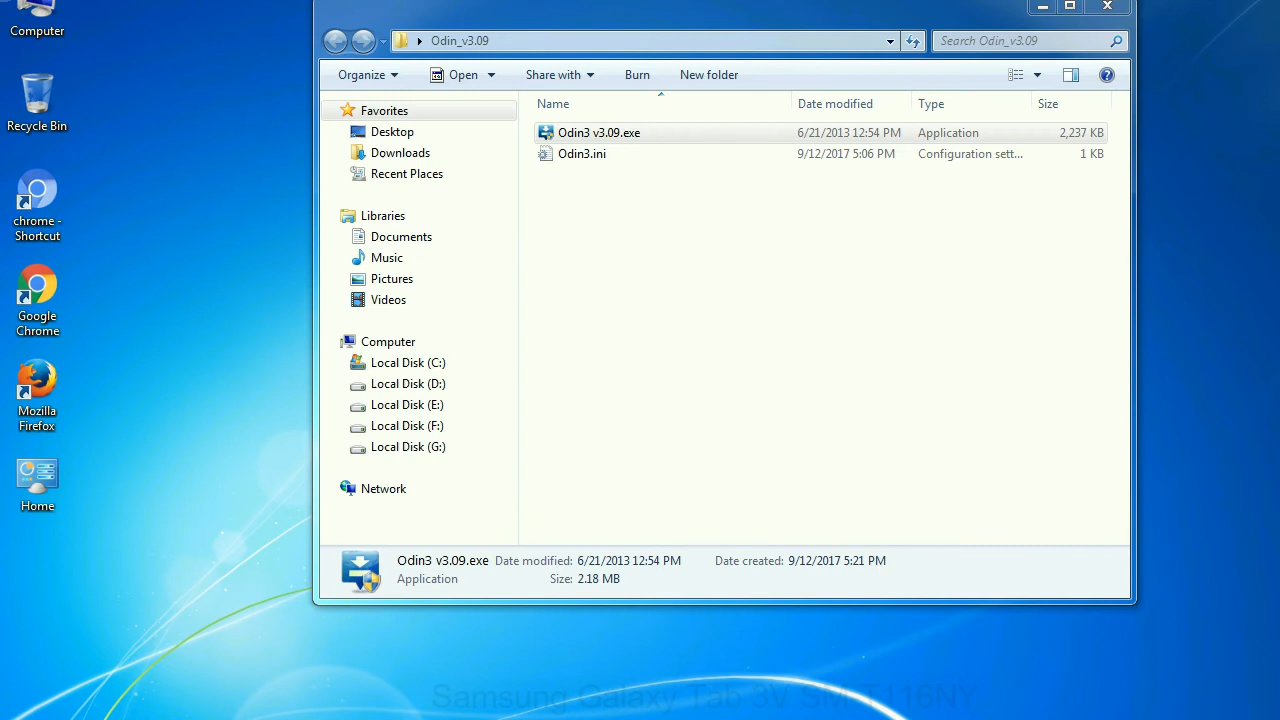 Computer
Recycle Bin
chrome -
Shortcut
Google
Chrome
Mozilla
Firefox
Home
Odin_v3.09
Search Odin_v3.09
Organize Open Share with Burn New folder
Name Date modified Type Size
Odin3 v3.09.exe 6/21/2013 12:54 PM Application 2,237 KB
Odin3.ini 9/12/2017 5:06 PM Configuration sett... 1 KB
Favorites
Desktop
Downloads
Recent Places
Libraries
Documents
Music
Pictures
Videos
Computer
Local Disk (C:)
Local Disk (D:)
Local Disk (E:)
Local Disk (F:)
Local Disk (G:)
Network
Odin3 v3.09.exe Date modified: 6/21/2013 12:54 PM Date created: 9/12/2017 5:21 PM
Application Size: 2.18 MB
Samsung Galaxy Tab 3V SM-T116NY